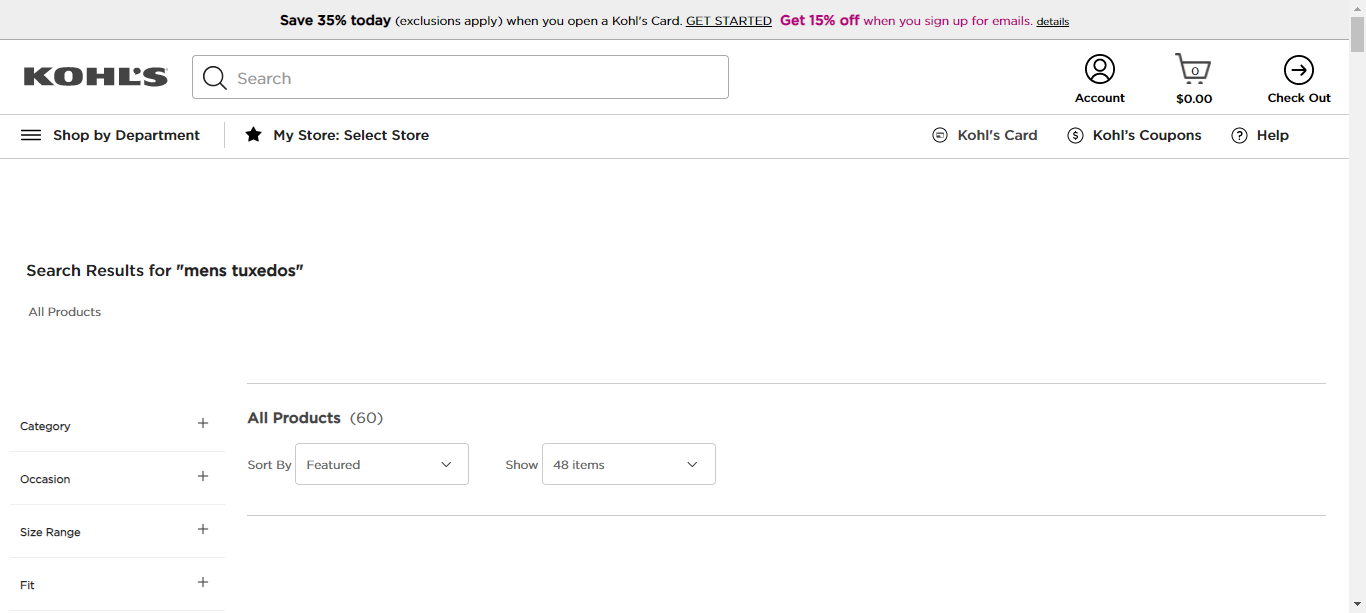 Save 35% today (exclusions apply) when you open a Kohl's Card. GET STARTED Get 15% off when you sign up for emails. details
KOHL'S
Search
0
Account
$0.00
Check Out
Shop by Department
My Store: Select Store
Kohl's Card
$
Kohl's Coupons
?
Help
Search Results for "mens tuxedos"
All Products
Category +
All Products (60)
Sort By Featured
Show 48 items
Occasion +
Size Range +
Fit +